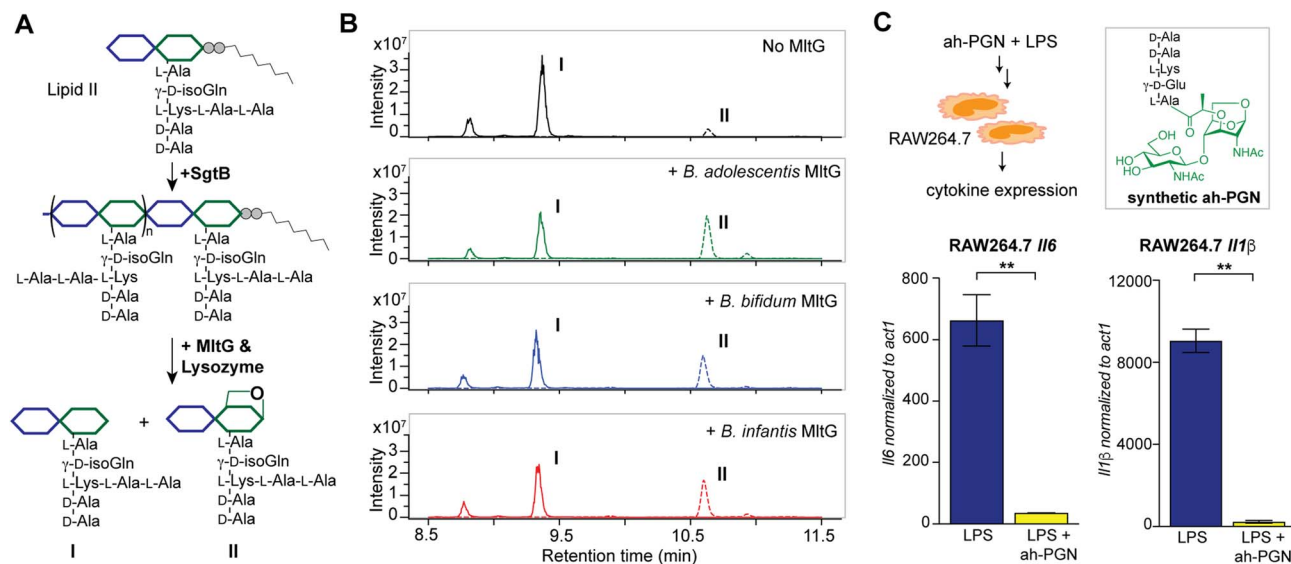 A
Lipid II
L-Ala
γ-D-isoGln
L-Lys-L-Ala-L-Ala
D-Ala
D-Ala
+SgtB
n
L-Ala
γ-D-isoGln
L-Ala-L-Ala-L-Lys
D-Ala
D-Ala
L-Ala
γ-D-isoGln
L-Lys-L-Ala-L-Ala
D-Ala
D-Ala
+ MltG &
Lysozyme
+
O
L-Ala
γ-D-isoGln
L-Lys-L-Ala-L-Ala
D-Ala
D-Ala
I
L-Ala
γ-D-isoGln
L-Lys-L-Ala-L-Ala
D-Ala
D-Ala
II
B
x10⁷
Intensity
4
3
2
1
0
No MltG
I
II
x10⁷
Intensity
4
3
2
1
0
+ B. adolescentis MltG
I
II
x10⁷
Intensity
4
3
2
1
0
+ B. bifidum MltG
I
II
x10⁷
Intensity
4
3
2
1
0
+ B. infantis MltG
I
II
8.5 9.5 10.5 11.5
Retention time (min)
C
ah-PGN + LPS
RAW264.7
cytokine expression
D-Ala
D-Ala
L-Lys
γ-D-Glu
L-Ala
O
O
O
O
OH
HO
HO
O
O
NHAc
NHAc
synthetic ah-PGN
RAW264.7 Il6
**
Il6 normalized to act1
800
600
400
200
0
LPS
LPS +
ah-PGN
RAW264.7 Il1β
**
Il1β normalized to act1
12000
8000
4000
0
LPS
LPS +
ah-PGN